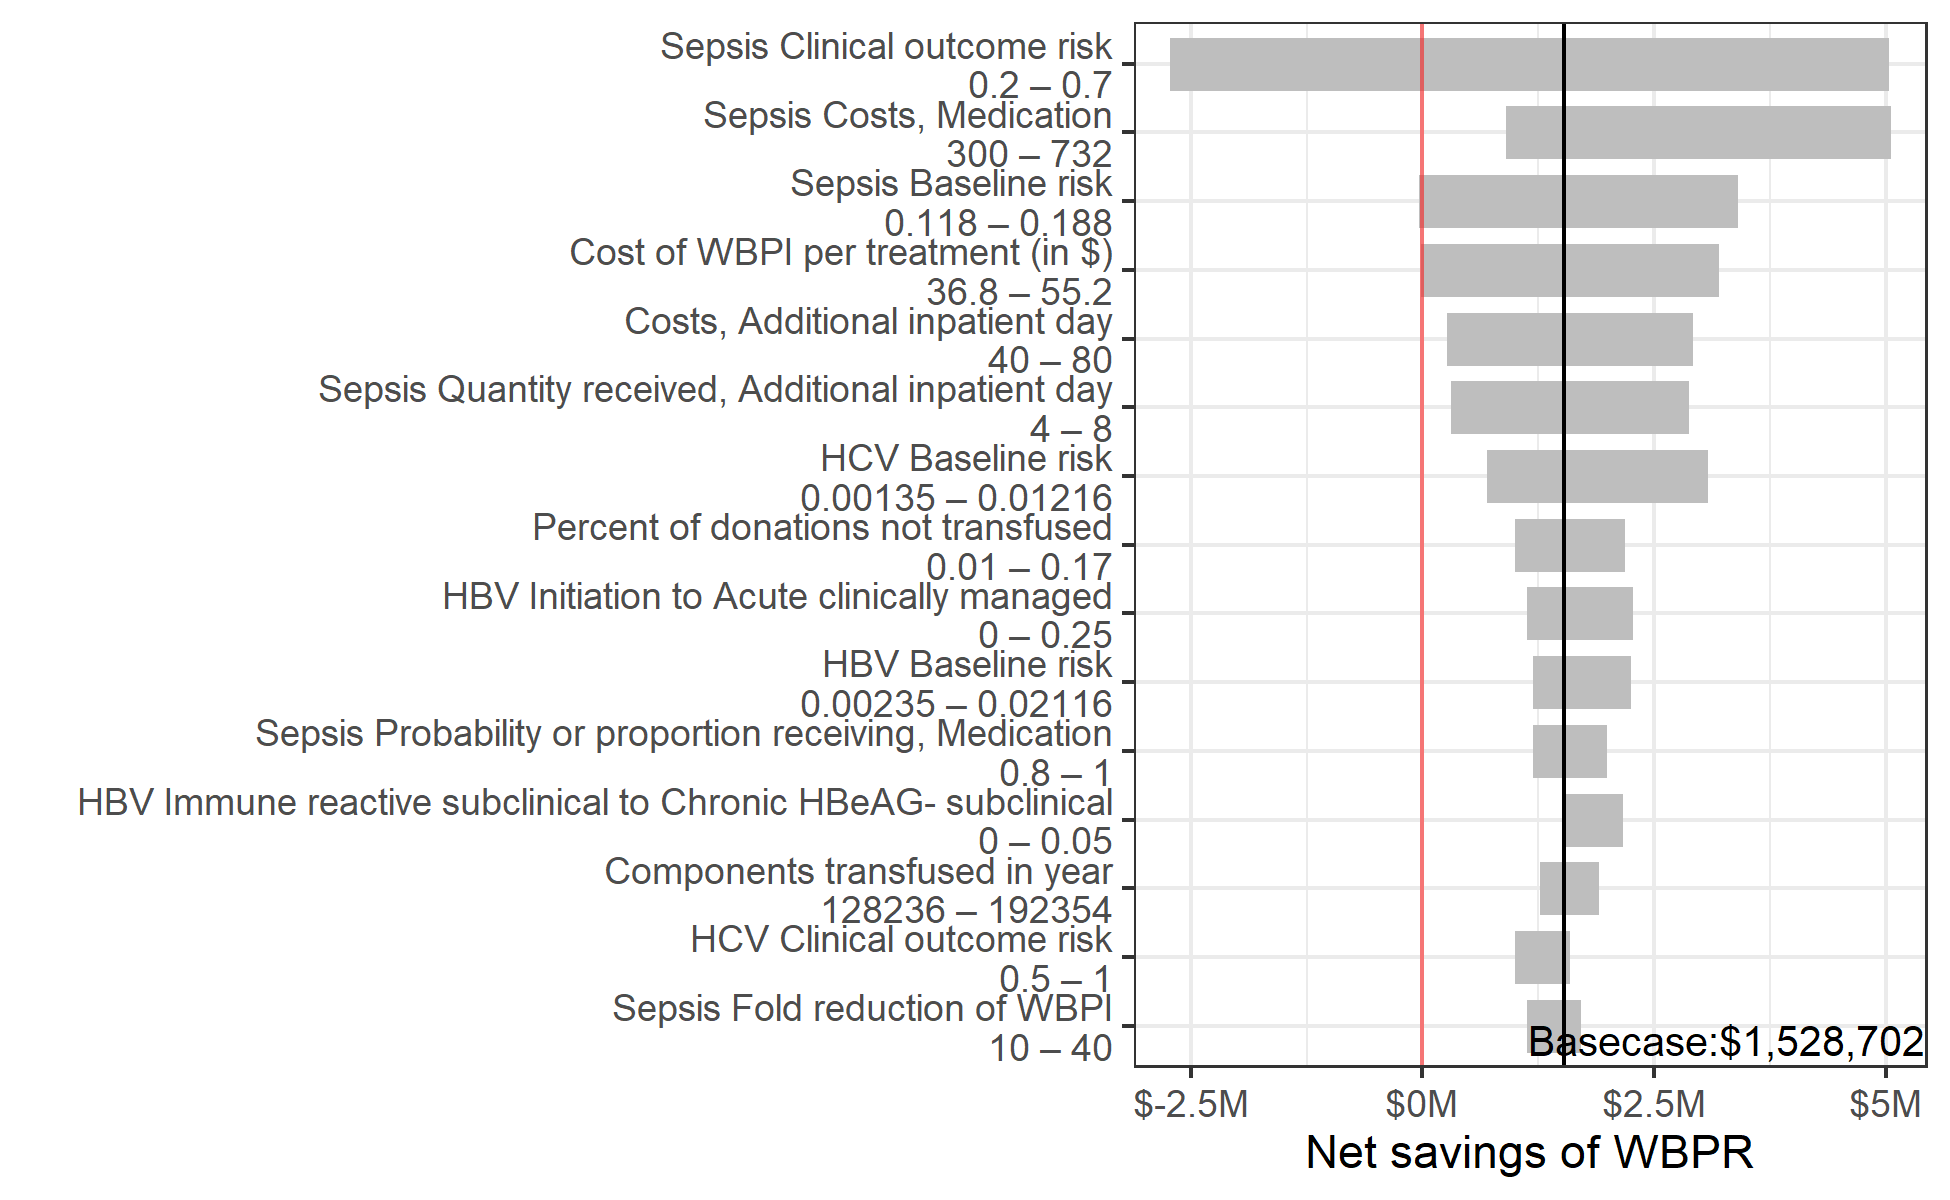 Sepsis Clinical outcome risk
0.2 – 0.7
Sepsis Costs, Medication
300 – 732
Sepsis Baseline risk
0.118 – 0.188
Cost of WBPI per treatment (in $)
36.8 – 55.2
Costs, Additional inpatient day
40 – 80
Sepsis Quantity received, Additional inpatient day
4 – 8
HCV Baseline risk
0.00135 – 0.01216
Percent of donations not transfused
0.01 – 0.17
HBV Initiation to Acute clinically managed
0 – 0.25
HBV Baseline risk
0.00235 – 0.02116
Sepsis Probability or proportion receiving, Medication
0.8 – 1
HBV Immune reactive subclinical to Chronic HBeAG- subclinical
0 – 0.05
Components transfused in year
128236 – 192354
HCV Clinical outcome risk
0.5 – 1
Sepsis Fold reduction of WBPI
10 – 40
Basecase:$1,528,702
$-2.5M $0M $2.5M $5M
Net savings of WBPR